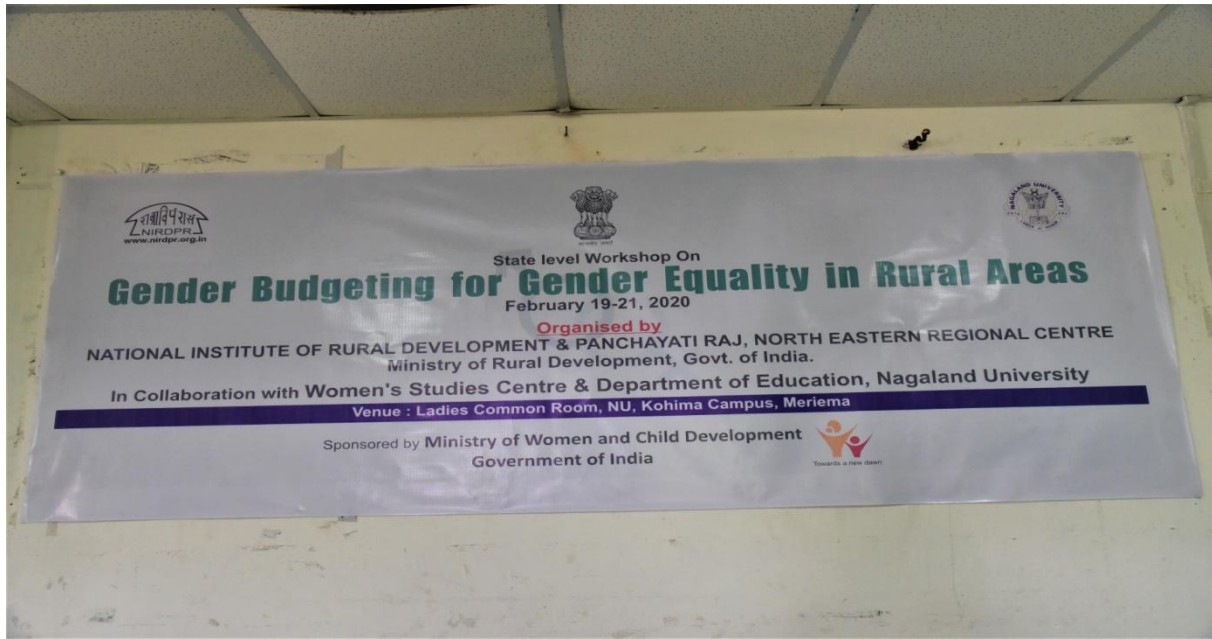 NIRDPR
www.nirdpr.org.in
NAGALAND UNIVERSITY
State level Workshop On
Gender Budgeting for Gender Equality in Rural Areas
February 19-21, 2020
Organised by
NATIONAL INSTITUTE OF RURAL DEVELOPMENT & PANCHAYATI RAJ, NORTH EASTERN REGIONAL CENTRE
Ministry of Rural Development, Govt. of India.
In Collaboration with Women's Studies Centre & Department of Education, Nagaland University
Venue : Ladies Common Room, NU, Kohima Campus, Meriema
Sponsored by Ministry of Women and Child Development
Government of India
Towards a new dawn